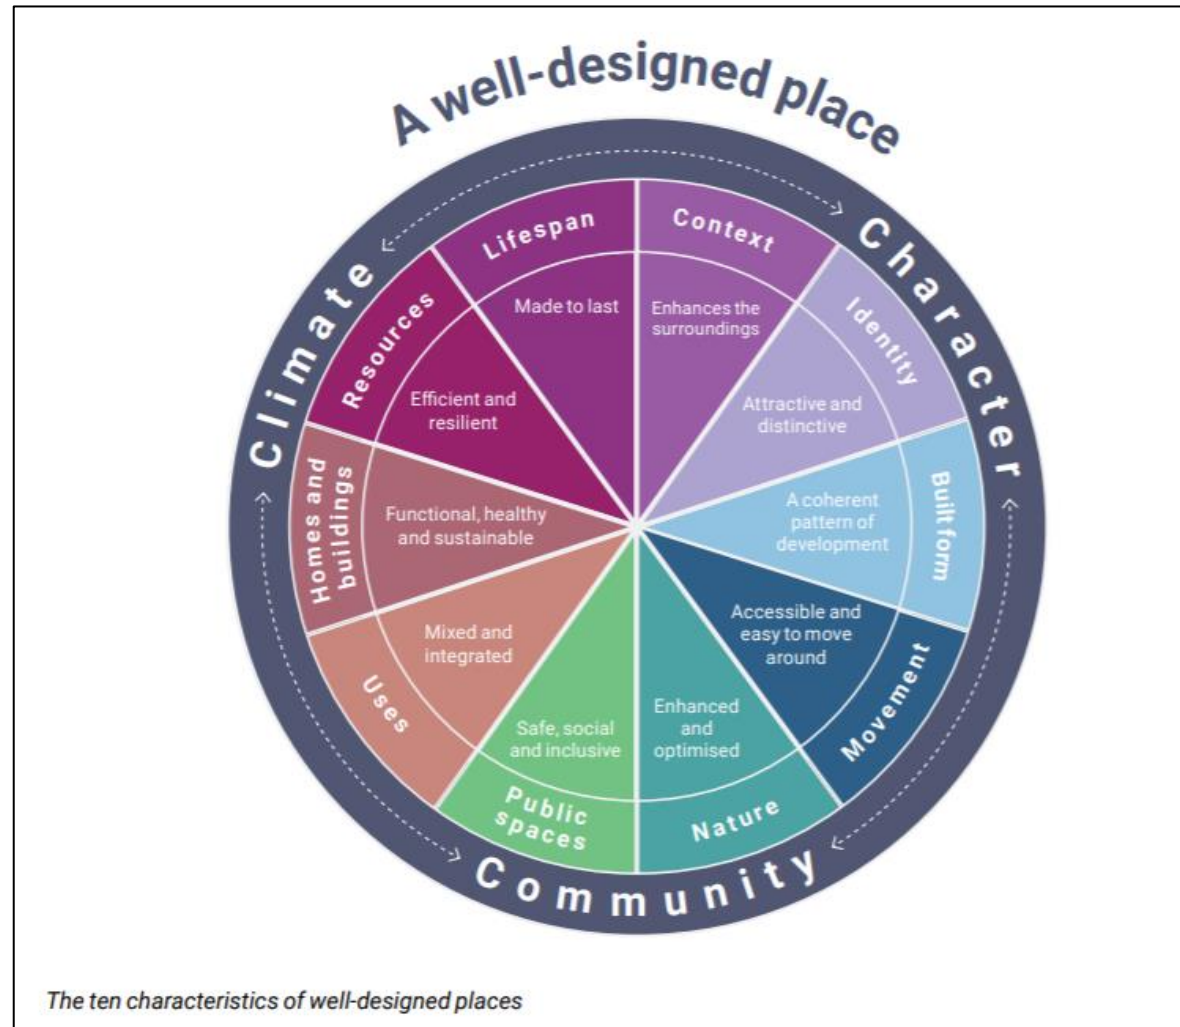 A well-designed place
Climate
Character
Community
Context
Enhances the
surroundings
Identity
Attractive and
distinctive
Built form
A coherent
pattern of
development
Movement
Accessible and
easy to move
around
Nature
Enhanced
and
optimised
Public
spaces
Safe, social
and inclusive
Uses
Mixed and
integrated
Homes and
buildings
Functional, healthy
and sustainable
Resources
Efficient and
resilient
Lifespan
Made to last
The ten characteristics of well-designed places